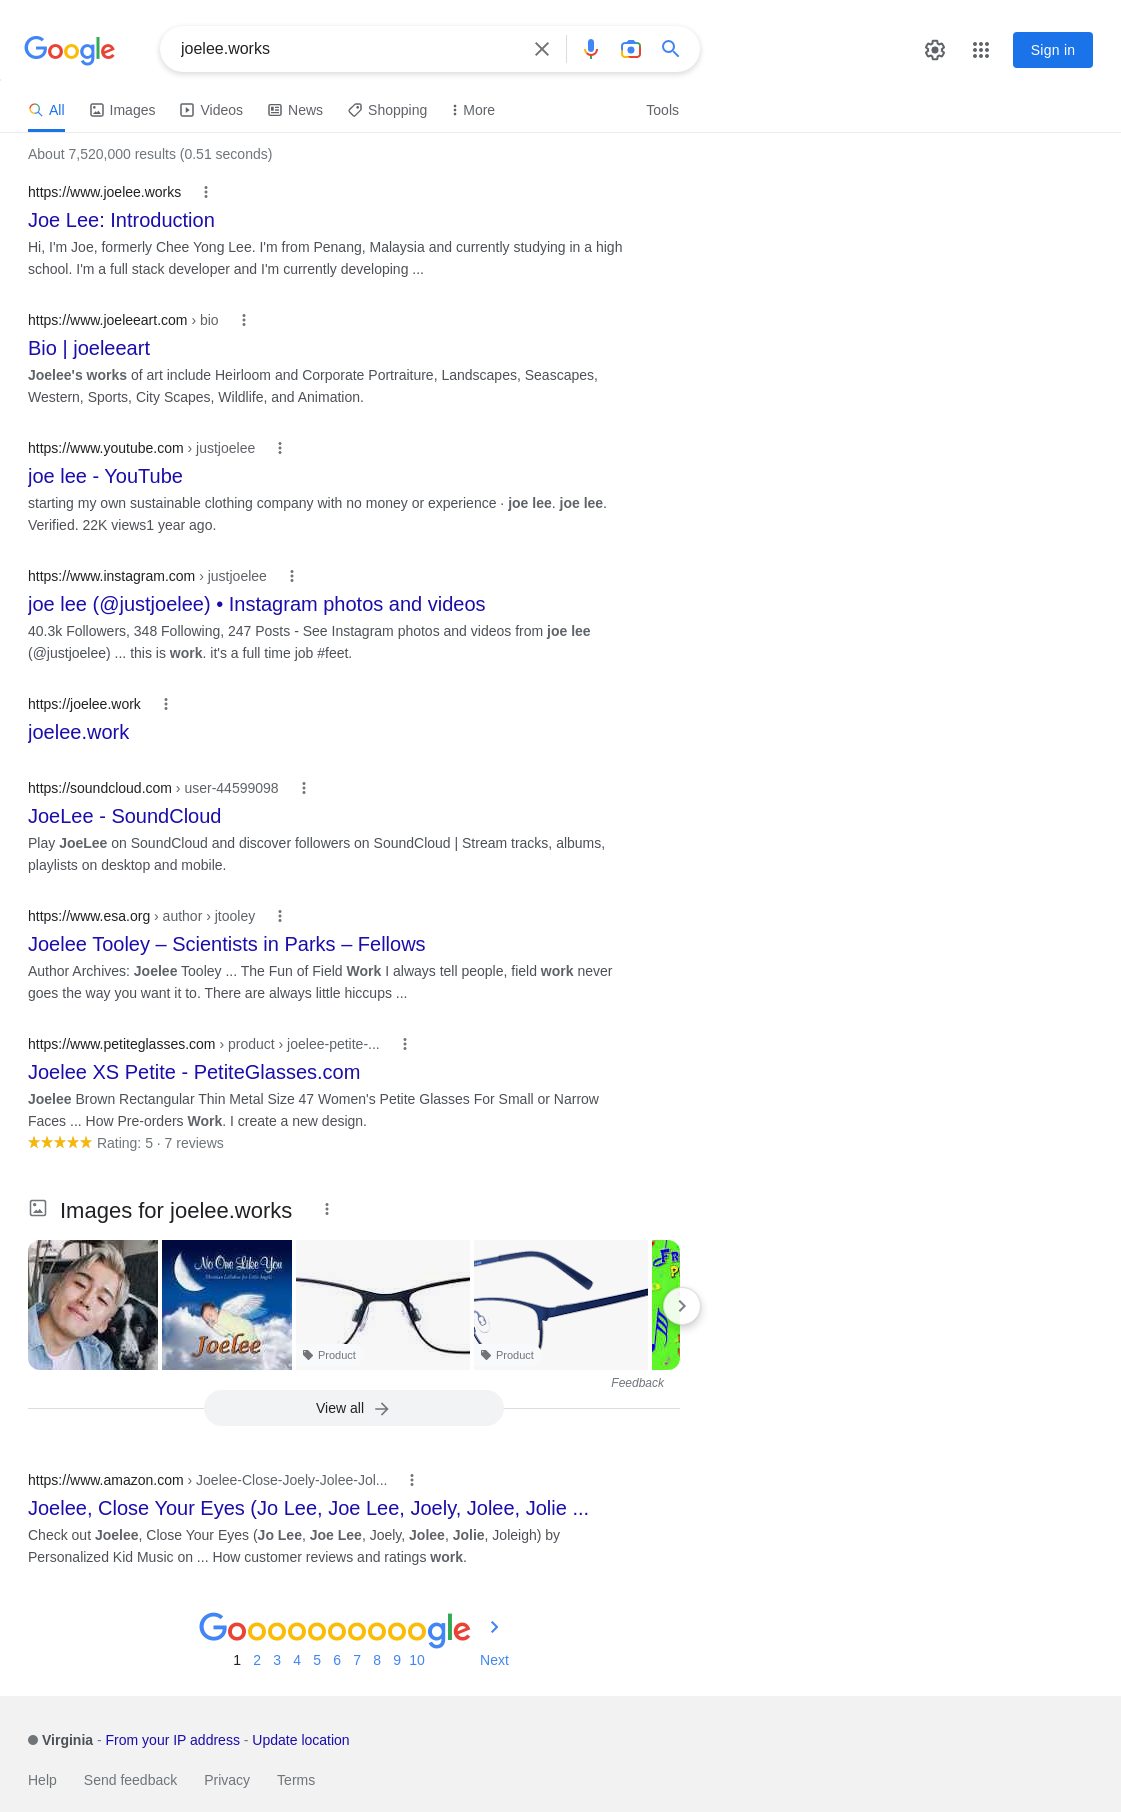 Google
joelee.works
Sign in
All
Images
Videos
News
Shopping
More
Tools
About 7,520,000 results (0.51 seconds)
https://www.joelee.works
Joe Lee: Introduction
Hi, I'm Joe, formerly Chee Yong Lee. I'm from Penang, Malaysia and currently studying in a high
school. I'm a full stack developer and I'm currently developing ...
https://www.joeleeart.com › bio
Bio | joeleeart
Joelee's works of art include Heirloom and Corporate Portraiture, Landscapes, Seascapes,
Western, Sports, City Scapes, Wildlife, and Animation.
https://www.youtube.com › justjoelee
joe lee - YouTube
starting my own sustainable clothing company with no money or experience · joe lee. joe lee.
Verified. 22K views1 year ago.
https://www.instagram.com › justjoelee
joe lee (@justjoelee) • Instagram photos and videos
40.3k Followers, 348 Following, 247 Posts - See Instagram photos and videos from joe lee
(@justjoelee) ... this is work. it's a full time job #feet.
https://joelee.work
joelee.work
https://soundcloud.com › user-44599098
JoeLee - SoundCloud
Play JoeLee on SoundCloud and discover followers on SoundCloud | Stream tracks, albums,
playlists on desktop and mobile.
https://www.esa.org › author › jtooley
Joelee Tooley – Scientists in Parks – Fellows
Author Archives: Joelee Tooley ... The Fun of Field Work I always tell people, field work never
goes the way you want it to. There are always little hiccups ...
https://www.petiteglasses.com › product › joelee-petite-...
Joelee XS Petite - PetiteGlasses.com
Joelee Brown Rectangular Thin Metal Size 47 Women's Petite Glasses For Small or Narrow
Faces ... How Pre-orders Work. I create a new design.
Rating: 5 · 7 reviews
Images for joelee.works
No One Like You
Joelee
Product
Product
Feedback
View all
https://www.amazon.com › Joelee-Close-Joely-Jolee-Jol...
Joelee, Close Your Eyes (Jo Lee, Joe Lee, Joely, Jolee, Jolie ...
Check out Joelee, Close Your Eyes (Jo Lee, Joe Lee, Joely, Jolee, Jolie, Joleigh) by
Personalized Kid Music on ... How customer reviews and ratings work.
Goooooooooogle
1 2 3 4 5 6 7 8 9 10 Next
Virginia - From your IP address - Update location
Help Send feedback Privacy Terms